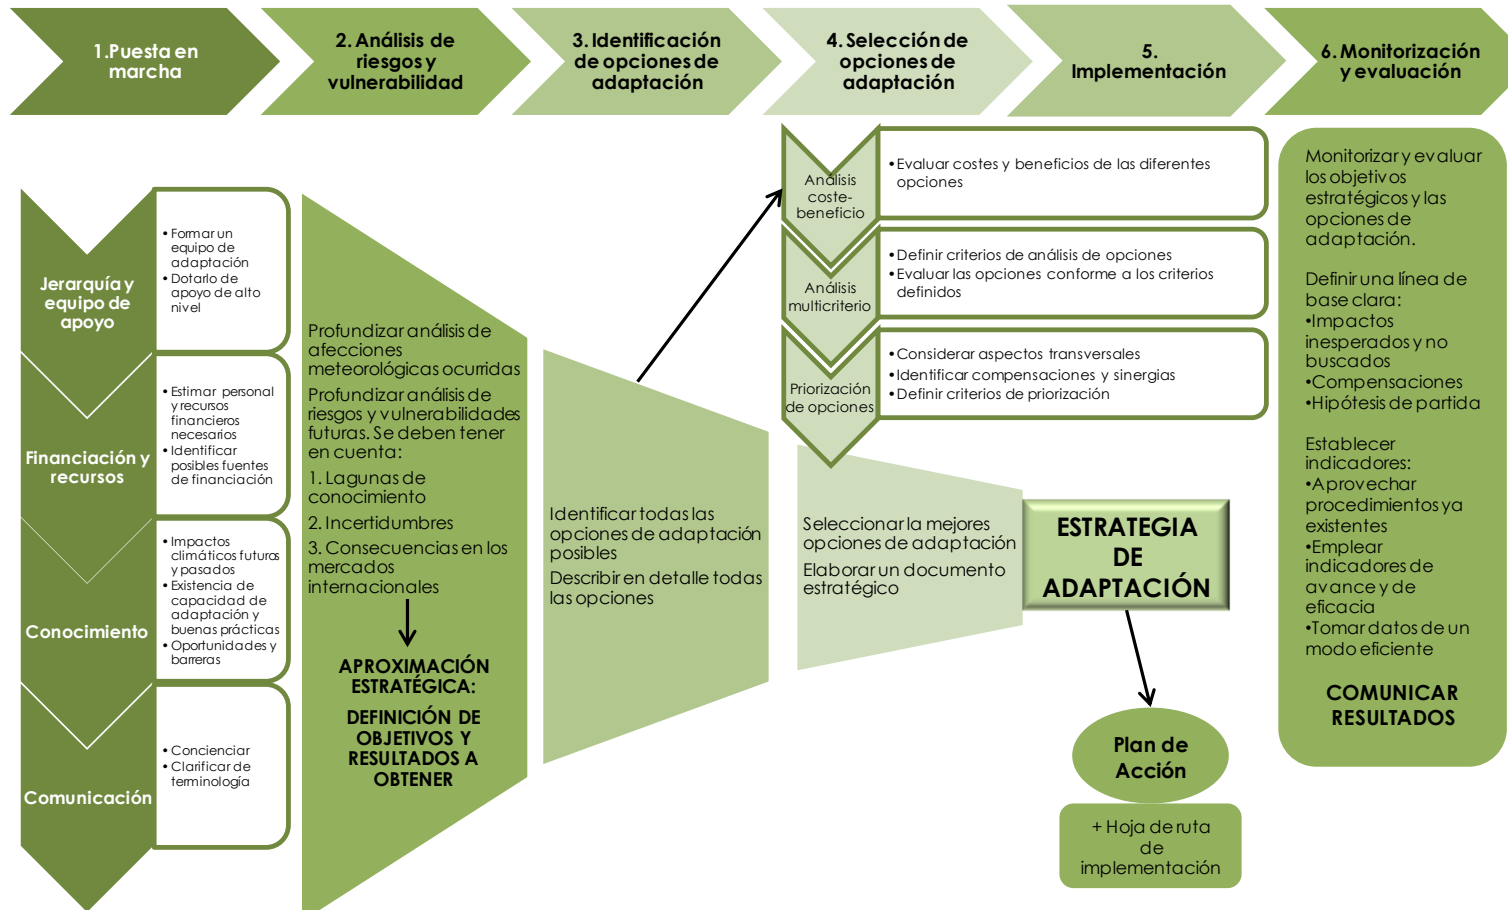 1.Puesta en
marcha
2. Análisis de
riesgos y
vulnerabilidad
3. Identificación
de opciones de
adaptación
4. Selección de
opciones de
adaptación
5.
Implementación
6. Monitorización
y evaluación
Jerarquía y
equipo de
apoyo
• Formar un
equipo de
adaptación
• Dotarlo de
apoyo de alto
nivel
Financiación y
recursos
• Estimar personal
y recursos
financieros
necesarios
• Identificar
posibles fuentes
de financiación
Conocimiento
• Impactos
climáticos futuros
y pasados
• Existencia de
capacidad de
adaptación y
buenas prácticas
• Oportunidades y
barreras
Comunicación
• Concienciar
• Clarificar de
terminología
Profundizar análisis de
afecciones
meteorológicas ocurridas
Profundizar análisis de
riesgos y vulnerabilidades
futuras. Se deben tener
en cuenta:
1. Lagunas de
conocimiento
2. Incertidumbres
3. Consecuencias en los
mercados
internacionales
APROXIMACIÓN
ESTRATÉGICA:
DEFINICIÓN DE
OBJETIVOS Y
RESULTADOS A
OBTENER
Identificar todas las
opciones de adaptación
posibles
Describir en detalle todas
las opciones
Análisis
coste-
beneficio
• Evaluar costes y beneficios de las diferentes
opciones
Análisis
multicriterio
• Definir criterios de análisis de opciones
• Evaluar las opciones conforme a los criterios
definidos
Priorización
de opciones
• Considerar aspectos transversales
• Identificar compensaciones y sinergias
• Definir criterios de priorización
Seleccionar la mejores
opciones de adaptación
Elaborar un documento
estratégico
ESTRATEGIA
DE
ADAPTACIÓN
Plan de
Acción
+ Hoja de ruta
de
implementación
Monitorizar y evaluar
los objetivos
estratégicos y las
opciones de
adaptación.
Definir una línea de
base clara:
•Impactos
inesperados y no
buscados
•Compensaciones
•Hipótesis de partida
Establecer
indicadores:
•Aprovechar
procedimientos ya
existentes
•Emplear
indicadores de
avance y de
eficacia
•Tomar datos de un
modo eficiente
COMUNICAR
RESULTADOS